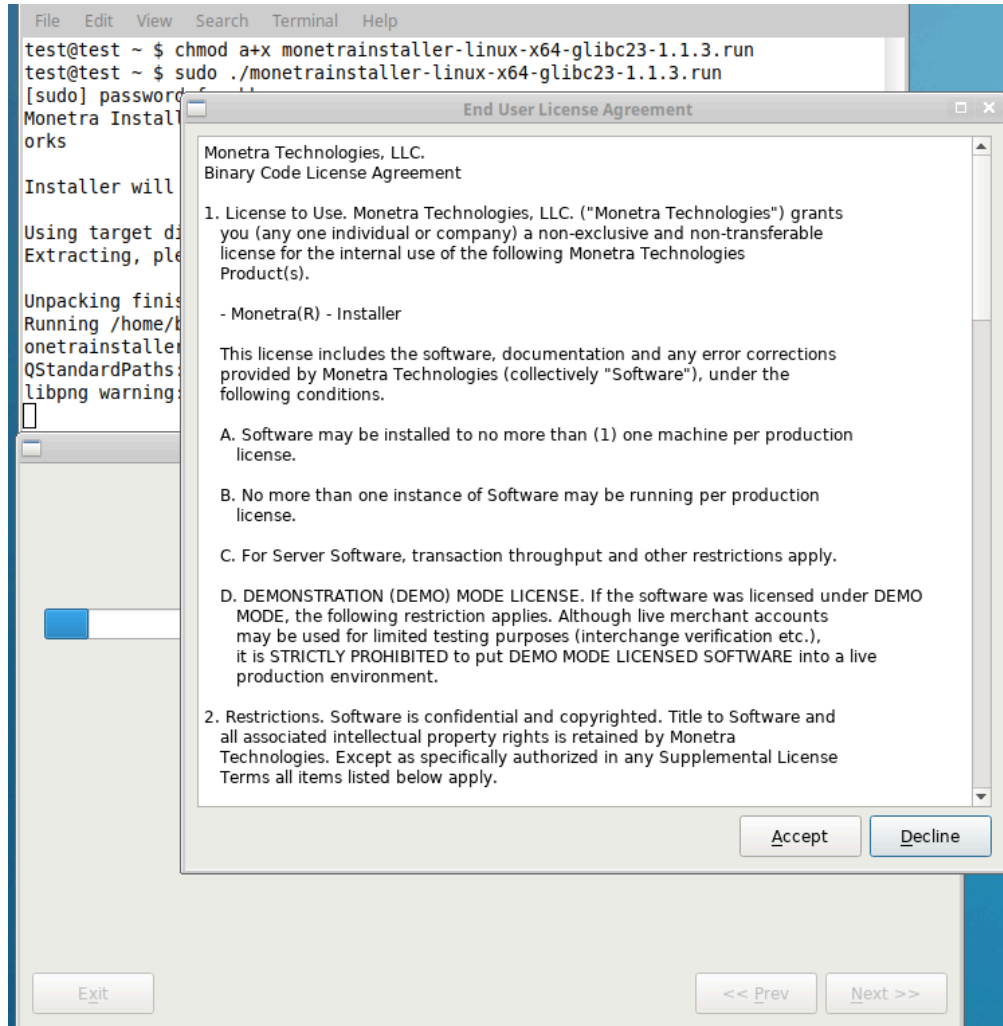 File Edit View Search Terminal Help
test@test ~ $ chmod a+x monetrainstaller-linux-x64-glibc23-1.1.3.run
test@test ~ $ sudo ./monetrainstaller-linux-x64-glibc23-1.1.3.run
[sudo] password
Monetra Install
orks
Installer will
Using target di
Extracting, ple
Unpacking finis
Running /home/b
onetrainstaller
QStandardPaths:
libpng warning:
End User License Agreement
Monetra Technologies, LLC.
Binary Code License Agreement
1. License to Use. Monetra Technologies, LLC. ("Monetra Technologies") grants
you (any one individual or company) a non-exclusive and non-transferable
license for the internal use of the following Monetra Technologies
Product(s).
- Monetra(R) - Installer
This license includes the software, documentation and any error corrections
provided by Monetra Technologies (collectively "Software"), under the
following conditions.
A. Software may be installed to no more than (1) one machine per production
license.
B. No more than one instance of Software may be running per production
license.
C. For Server Software, transaction throughput and other restrictions apply.
D. DEMONSTRATION (DEMO) MODE LICENSE. If the software was licensed under DEMO
MODE, the following restriction applies. Although live merchant accounts
may be used for limited testing purposes (interchange verification etc.),
it is STRICTLY PROHIBITED to put DEMO MODE LICENSED SOFTWARE into a live
production environment.
2. Restrictions. Software is confidential and copyrighted. Title to Software and
all associated intellectual property rights is retained by Monetra
Technologies. Except as specifically authorized in any Supplemental License
Terms all items listed below apply.
Accept Decline
Exit << Prev Next >>